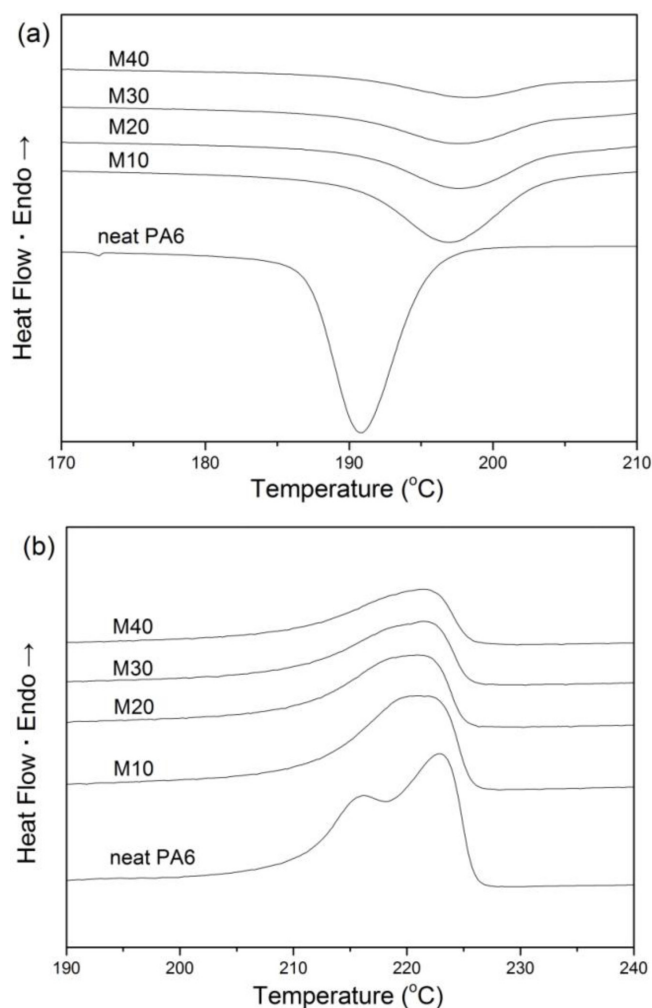 (a)
M40
M30
M20
M10
neat PA6
Heat Flow · Endo →
170 180 190 200 210
Temperature (°C)
(b)
M40
M30
M20
M10
neat PA6
Heat Flow · Endo →
190 200 210 220 230 240
Temperature (°C)